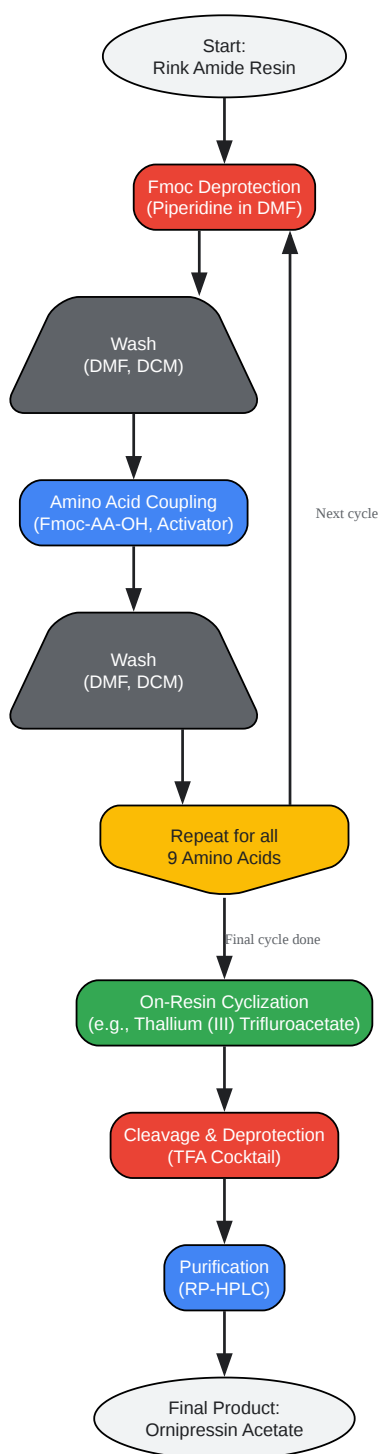 Start:
Rink Amide Resin
Fmoc Deprotection
(Piperidine in DMF)
Wash
(DMF, DCM)
Amino Acid Coupling
(Fmoc-AA-OH, Activator)
Next cycle
Wash
(DMF, DCM)
Repeat for all
9 Amino Acids
Final cycle done
On-Resin Cyclization
(e.g., Thallium (III) Trifluroacetate)
Cleavage & Deprotection
(TFA Cocktail)
Purification
(RP-HPLC)
Final Product:
Ornipressin Acetate